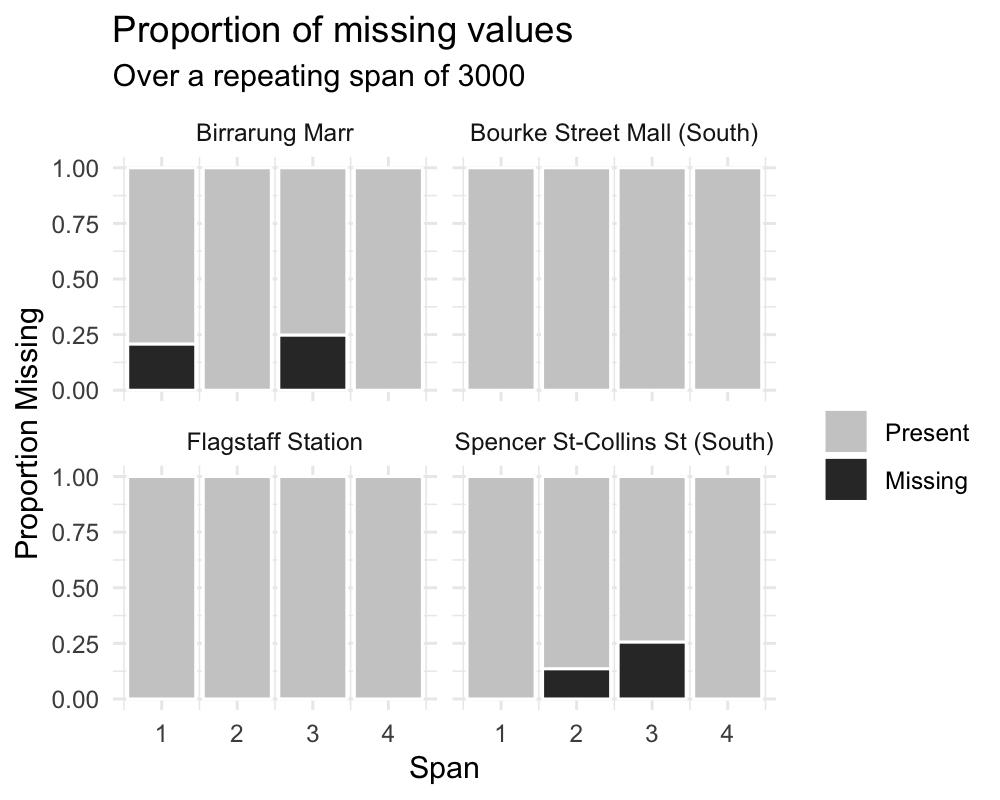 Proportion of missing values
Over a repeating span of 3000
Birrarung Marr
Bourke Street Mall (South)
1.00
0.75
0.50
0.25
0.00
Proportion Missing
Flagstaff Station
Spencer St-Collins St (South)
1.00
0.75
0.50
0.25
0.00
1 2 3 4
1 2 3 4
Span
Present
Missing